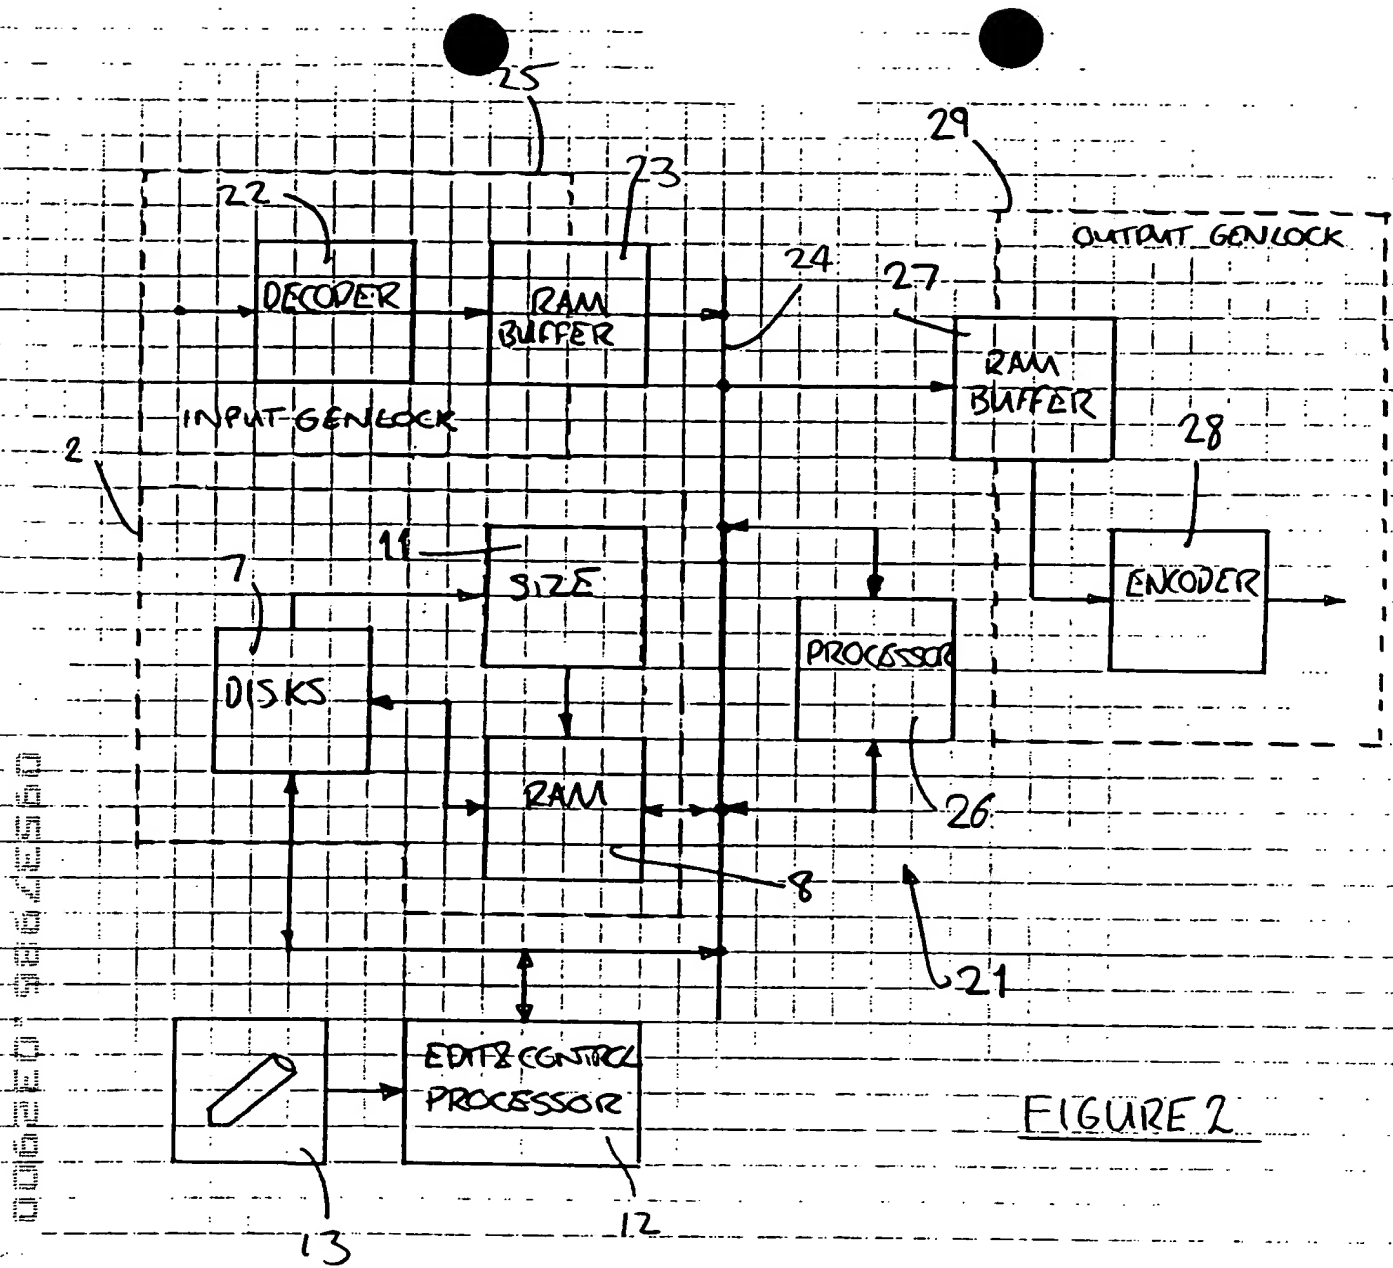 25
29
22
23
OUTPUT GENLOCK
24
27
DECODER
RAM
BUFFER
RAM
BUFFER
INPUT GENLOCK
28
2
11
7
SIZE
ENCODER
PROCESSOR
DISKS
RAM
26
8
21
EDIT & CONTROL
PROCESSOR
FIGURE 2
12
13